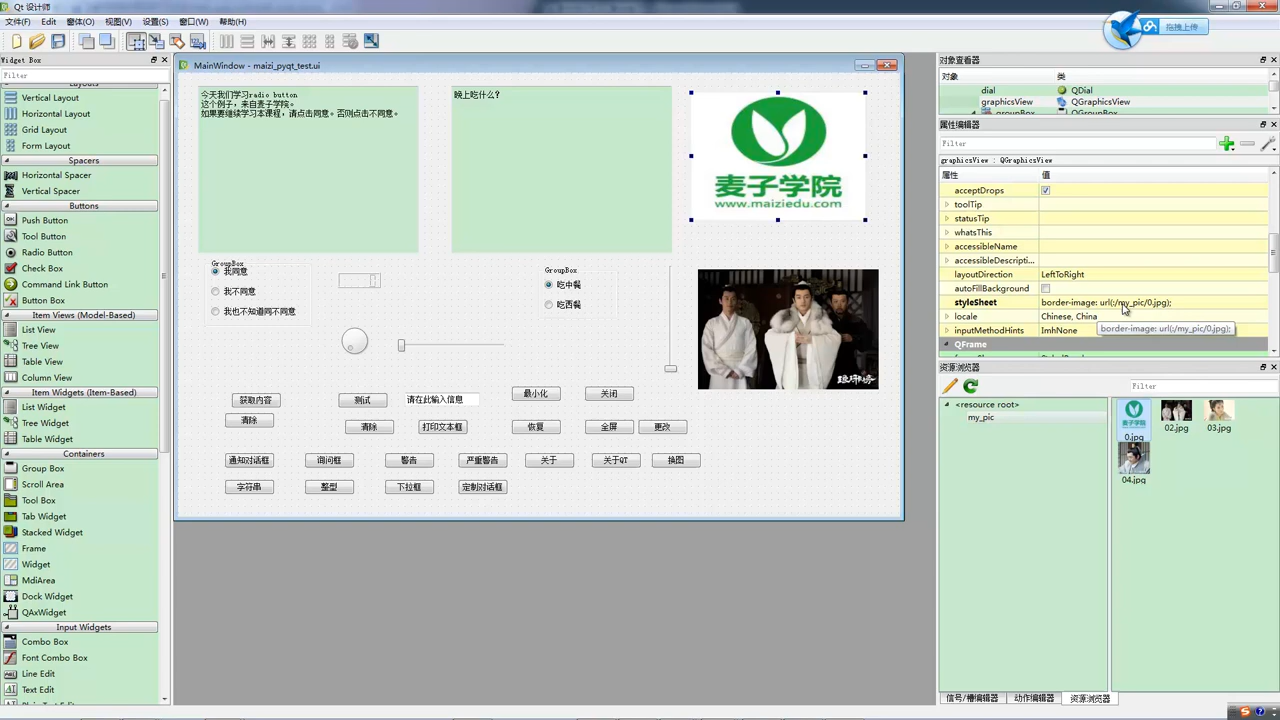 Qt 设计师
文件(F)
Edit
窗体(O)
视图(V)
设置(S)
窗口(W)
帮助(H)
拖拽上传
Widget Box
Filter
Layouts
Vertical Layout
Horizontal Layout
Grid Layout
Form Layout
Spacers
Horizontal Spacer
Vertical Spacer
Buttons
Push Button
Tool Button
Radio Button
Check Box
Command Link Button
Button Box
Item Views (Model-Based)
List View
Tree View
Table View
Column View
Item Widgets (Item-Based)
List Widget
Tree Widget
Table Widget
Containers
Group Box
Scroll Area
Tool Box
Tab Widget
Stacked Widget
Frame
Widget
MdiArea
Dock Widget
QAxWidget
Input Widgets
Combo Box
Font Combo Box
Line Edit
Text Edit
Plain Text Edit
MainWindow - maizi_pyqt_test.ui
今天我们学习radio button
这个例子，来自麦子学院。
如果要继续学习本课程，请点击同意。否则点击不同意。
晚上吃什么?
麦子学院
www.maiziedu.com
GroupBox
我同意
我不同意
我也不知道同不同意
GroupBox
吃中餐
吃西餐
获取内容
测试
请在此输入信息
最小化
关闭
清除
清除
打印文本框
恢复
全屏
更改
通知对话框
询问框
警告
严重警告
关于
关于QT
换图
字符串
整型
下拉框
定制对话框
对象查看器
对象
类
dial
QDial
graphicsView
QGraphicsView
groupBox
QGroupBox
属性编辑器
Filter
graphicsView : QGraphicsView
属性
值
acceptDrops
toolTip
statusTip
whatsThis
accessibleName
accessibleDescripti...
layoutDirection
LeftToRight
autoFillBackground
styleSheet
border-image: url(:/my_pic/0.jpg);
locale
Chinese, China
inputMethodHints
ImhNone
border-image: url(:/my_pic/0.jpg);
QFrame
资源浏览器
Filter
<resource root>
my_pic
0.jpg
02.jpg
03.jpg
04.jpg
信号/槽编辑器
动作编辑器
资源浏览器